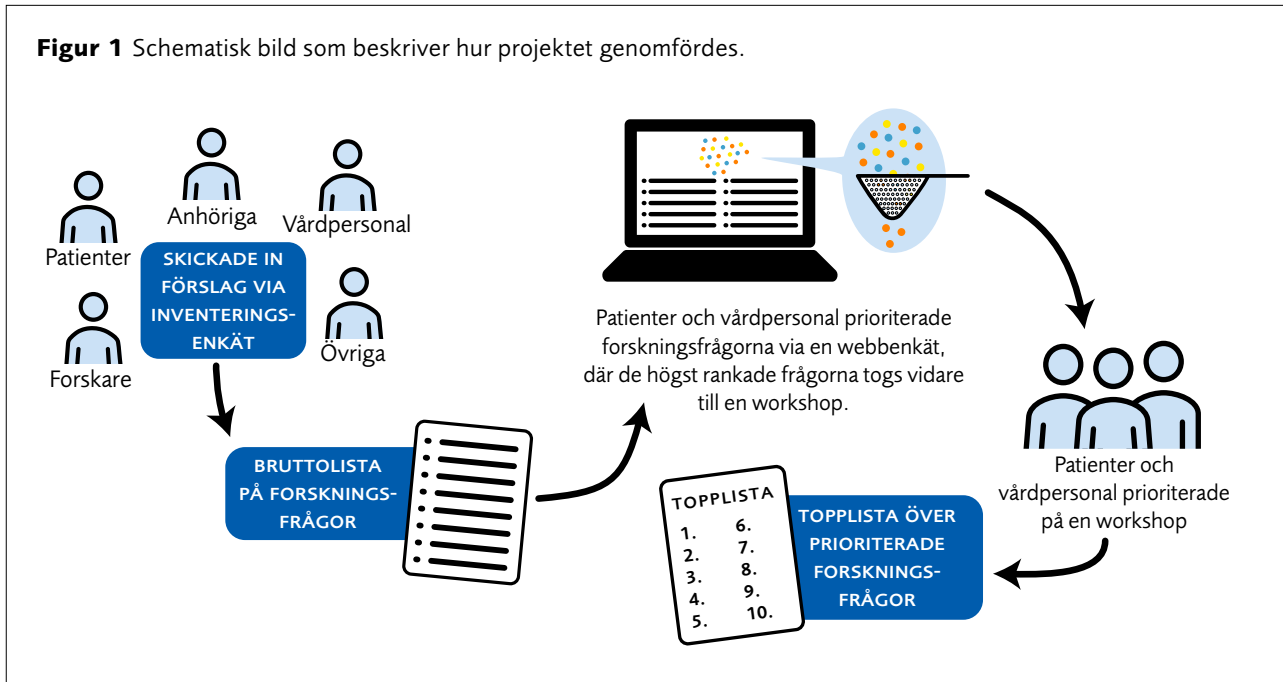 Figur 1 Schematisk bild som beskriver hur projektet genomfördes.
Anhöriga
Vårdpersonal
Patienter
SKICKADE IN
FÖRSLAG VIA
INVENTERINGS-
ENKÄT
Övriga
Forskare
BRUTTOLISTA
PÅ FORSKNINGS-
FRÅGOR
Patienter och vårdpersonal prioriterade
forskningsfrågorna via en webbenkät,
där de högst rankade frågorna togs vidare
till en workshop.
Patienter och
vårdpersonal prioriterade
på en workshop
TOPPLISTA
1.
2.
3.
4.
5.
6.
7.
8.
9.
10.
TOPPLISTA ÖVER
PRIORITERADE
FORSKNINGS-
FRÅGOR